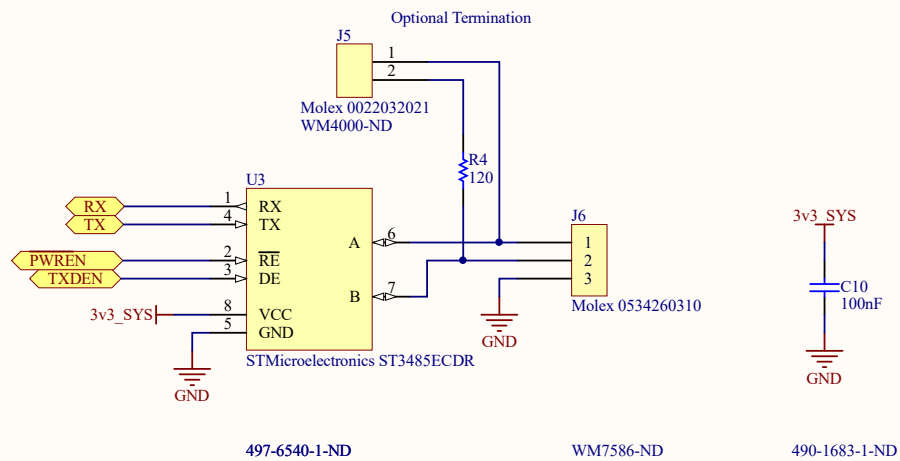 Optional Termination
J5
1
2
Molex 0022032021
WM4000-ND
R4
120
U3
RX
TX
PWREN
TXDEN
3v3_SYS
GND
1
4
2
3
8
5
RX
TX
RE
DE
VCC
GND
A
B
6
7
STMicroelectronics ST3485ECDR
J6
1
2
3
Molex 0534260310
GND
3v3_SYS
C10
100nF
GND
497-6540-1-ND
WM7586-ND
490-1683-1-ND